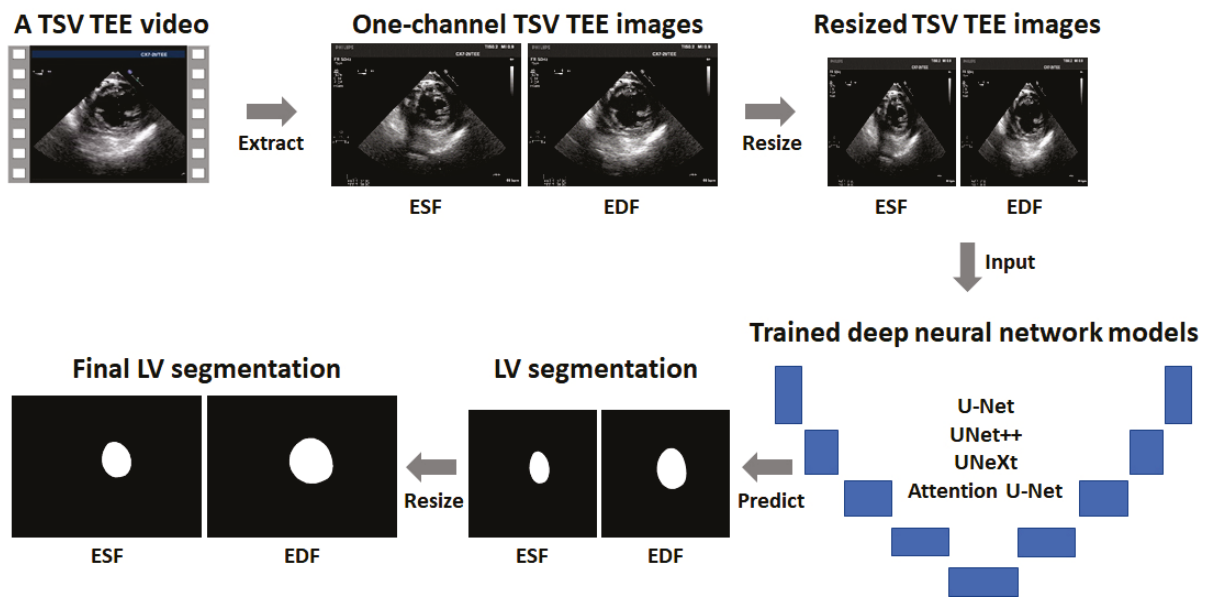 A TSV TEE video
One-channel TSV TEE images
Resized TSV TEE images
CX7-2tTEE
Extract
Resize
ESF
EDF
ESF
EDF
Input
Trained deep neural network models
U-Net
UNet++
UNeXt
Attention U-Net
Predict
LV segmentation
ESF
EDF
Resize
Final LV segmentation
ESF
EDF